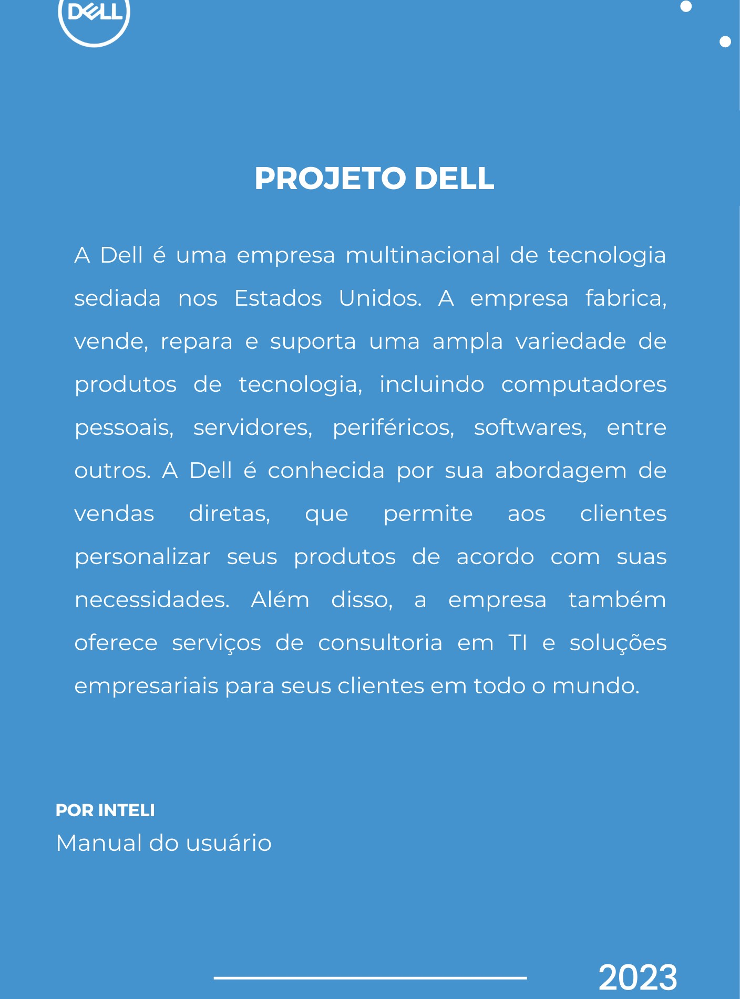 DELL
PROJETO DELL
A Dell é uma empresa multinacional de tecnologia
sediada nos Estados Unidos. A empresa fabrica,
vende, repara e suporta uma ampla variedade de
produtos de tecnologia, incluindo computadores
pessoais, servidores, periféricos, softwares, entre
outros. A Dell é conhecida por sua abordagem de
vendas diretas, que permite aos clientes
personalizar seus produtos de acordo com suas
necessidades. Além disso, a empresa também
oferece serviços de consultoria em TI e soluções
empresariais para seus clientes em todo o mundo.
POR INTELI
Manual do usuário
2023